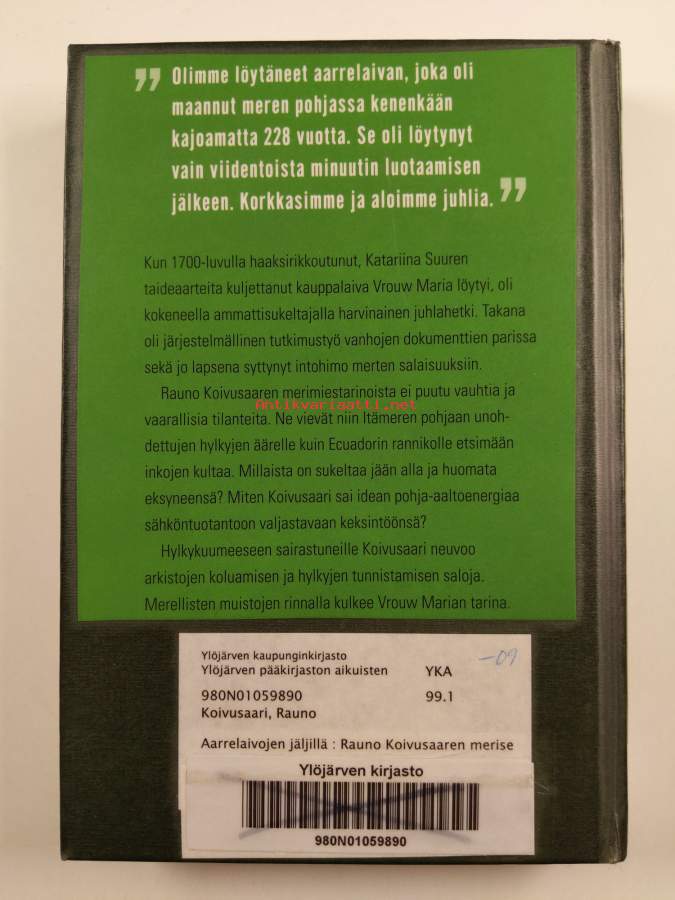 " Olimme löytäneet aarrelaivan, joka oli
maannut meren pohjassa kenenkään
kajoamatta 228 vuotta. Se oli löytynyt
vain viidentoista minuutin luotaamisen
jälkeen. Korkkasimme ja aloimme juhlia. "
Kun 1700-luvulla haaksirikkoutunut, Katariina Suuren
taideaarteita kuljettanut kauppalaiva Vrouw Maria löytyi, oli
kokeneella ammattisukeltajalla harvinainen juhlahetki. Takana
oli järjestelmällinen tutkimustyö vanhojen dokumenttien parissa
sekä jo lapsena syttynyt intohimo merten salaisuuksiin.
Rauno Koivusaaren merimiestarinoista ei puutu vauhtia ja
vaarallisia tilanteita. Ne vievät niin Itämeren pohjaan unoh-
dettujen hylkyjen äärelle kuin Ecuadorin rannikolle etsimään
inkojen kultaa. Millaista on sukeltaa jään alla ja huomata
eksyneensä? Miten Koivusaari sai idean pohja-aaltoenergiaa
sähköntuotantoon valjastavaan keksintöönsä?
Hylkykuumeeseen sairastuneille Koivusaari neuvoo
arkistojen koluamisen ja hylkyjen tunnistamisen saloja.
Merellisten muistojen rinnalla kulkee Vrouw Marian tarina.
Antikvariaatti.net
Ylöjärven kaupunginkirjasto
Ylöjärven pääkirjaston aikuisten YKA -09
980N01059890 99.1
Koivusaari, Rauno
Aarrelaivojen jäljillä : Rauno Koivusaaren merise
Ylöjärven kirjasto
980N01059890